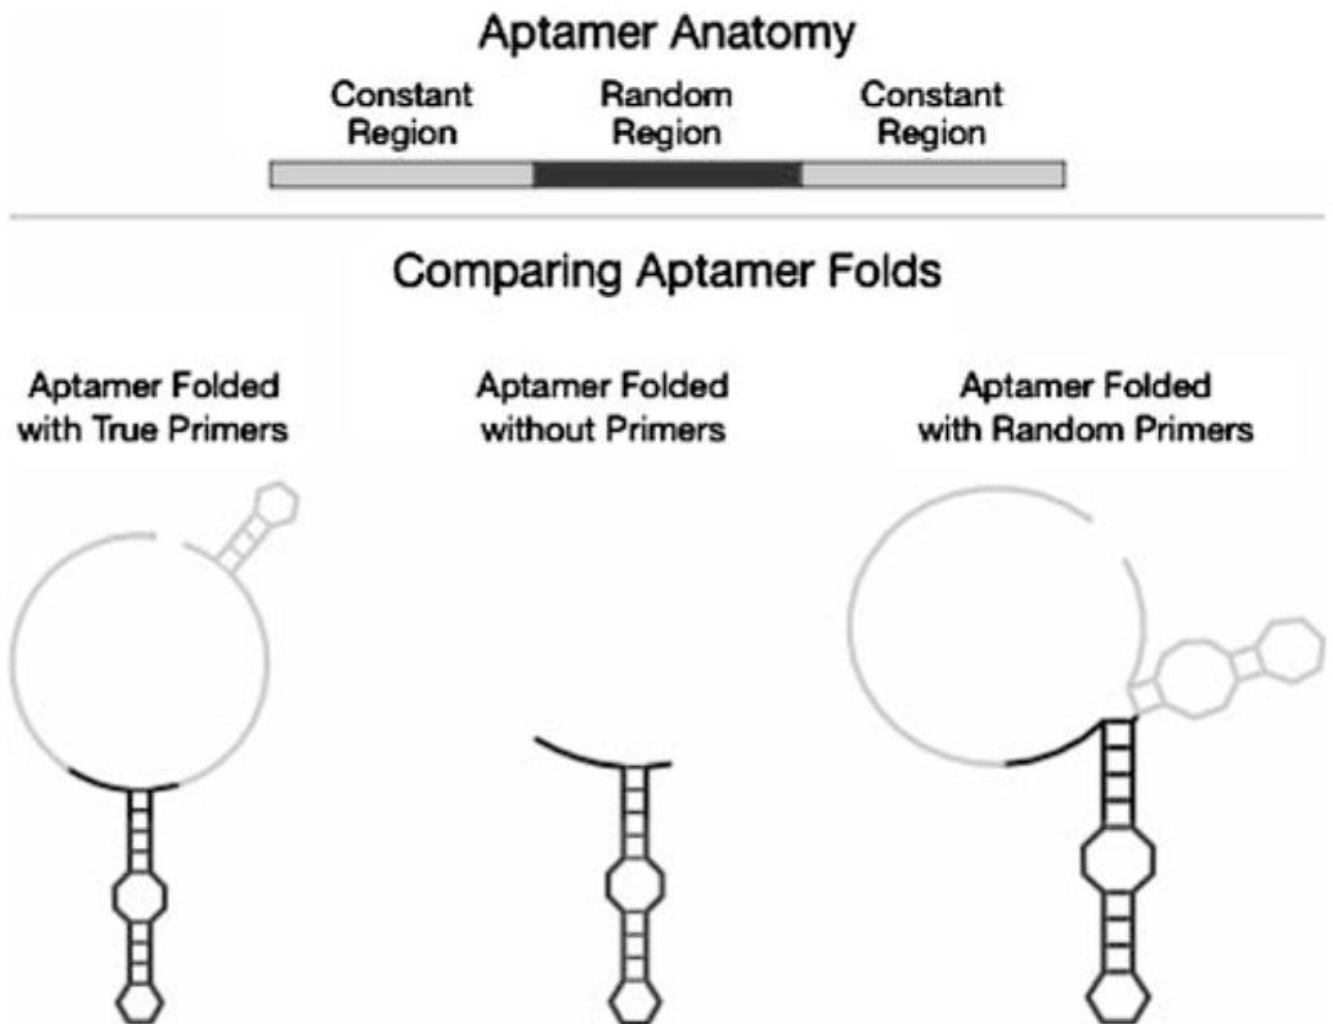 Aptamer Anatomy
Constant Random Constant
Region Region Region
Comparing Aptamer Folds
Aptamer Folded Aptamer Folded Aptamer Folded
with True Primers without Primers with Random Primers